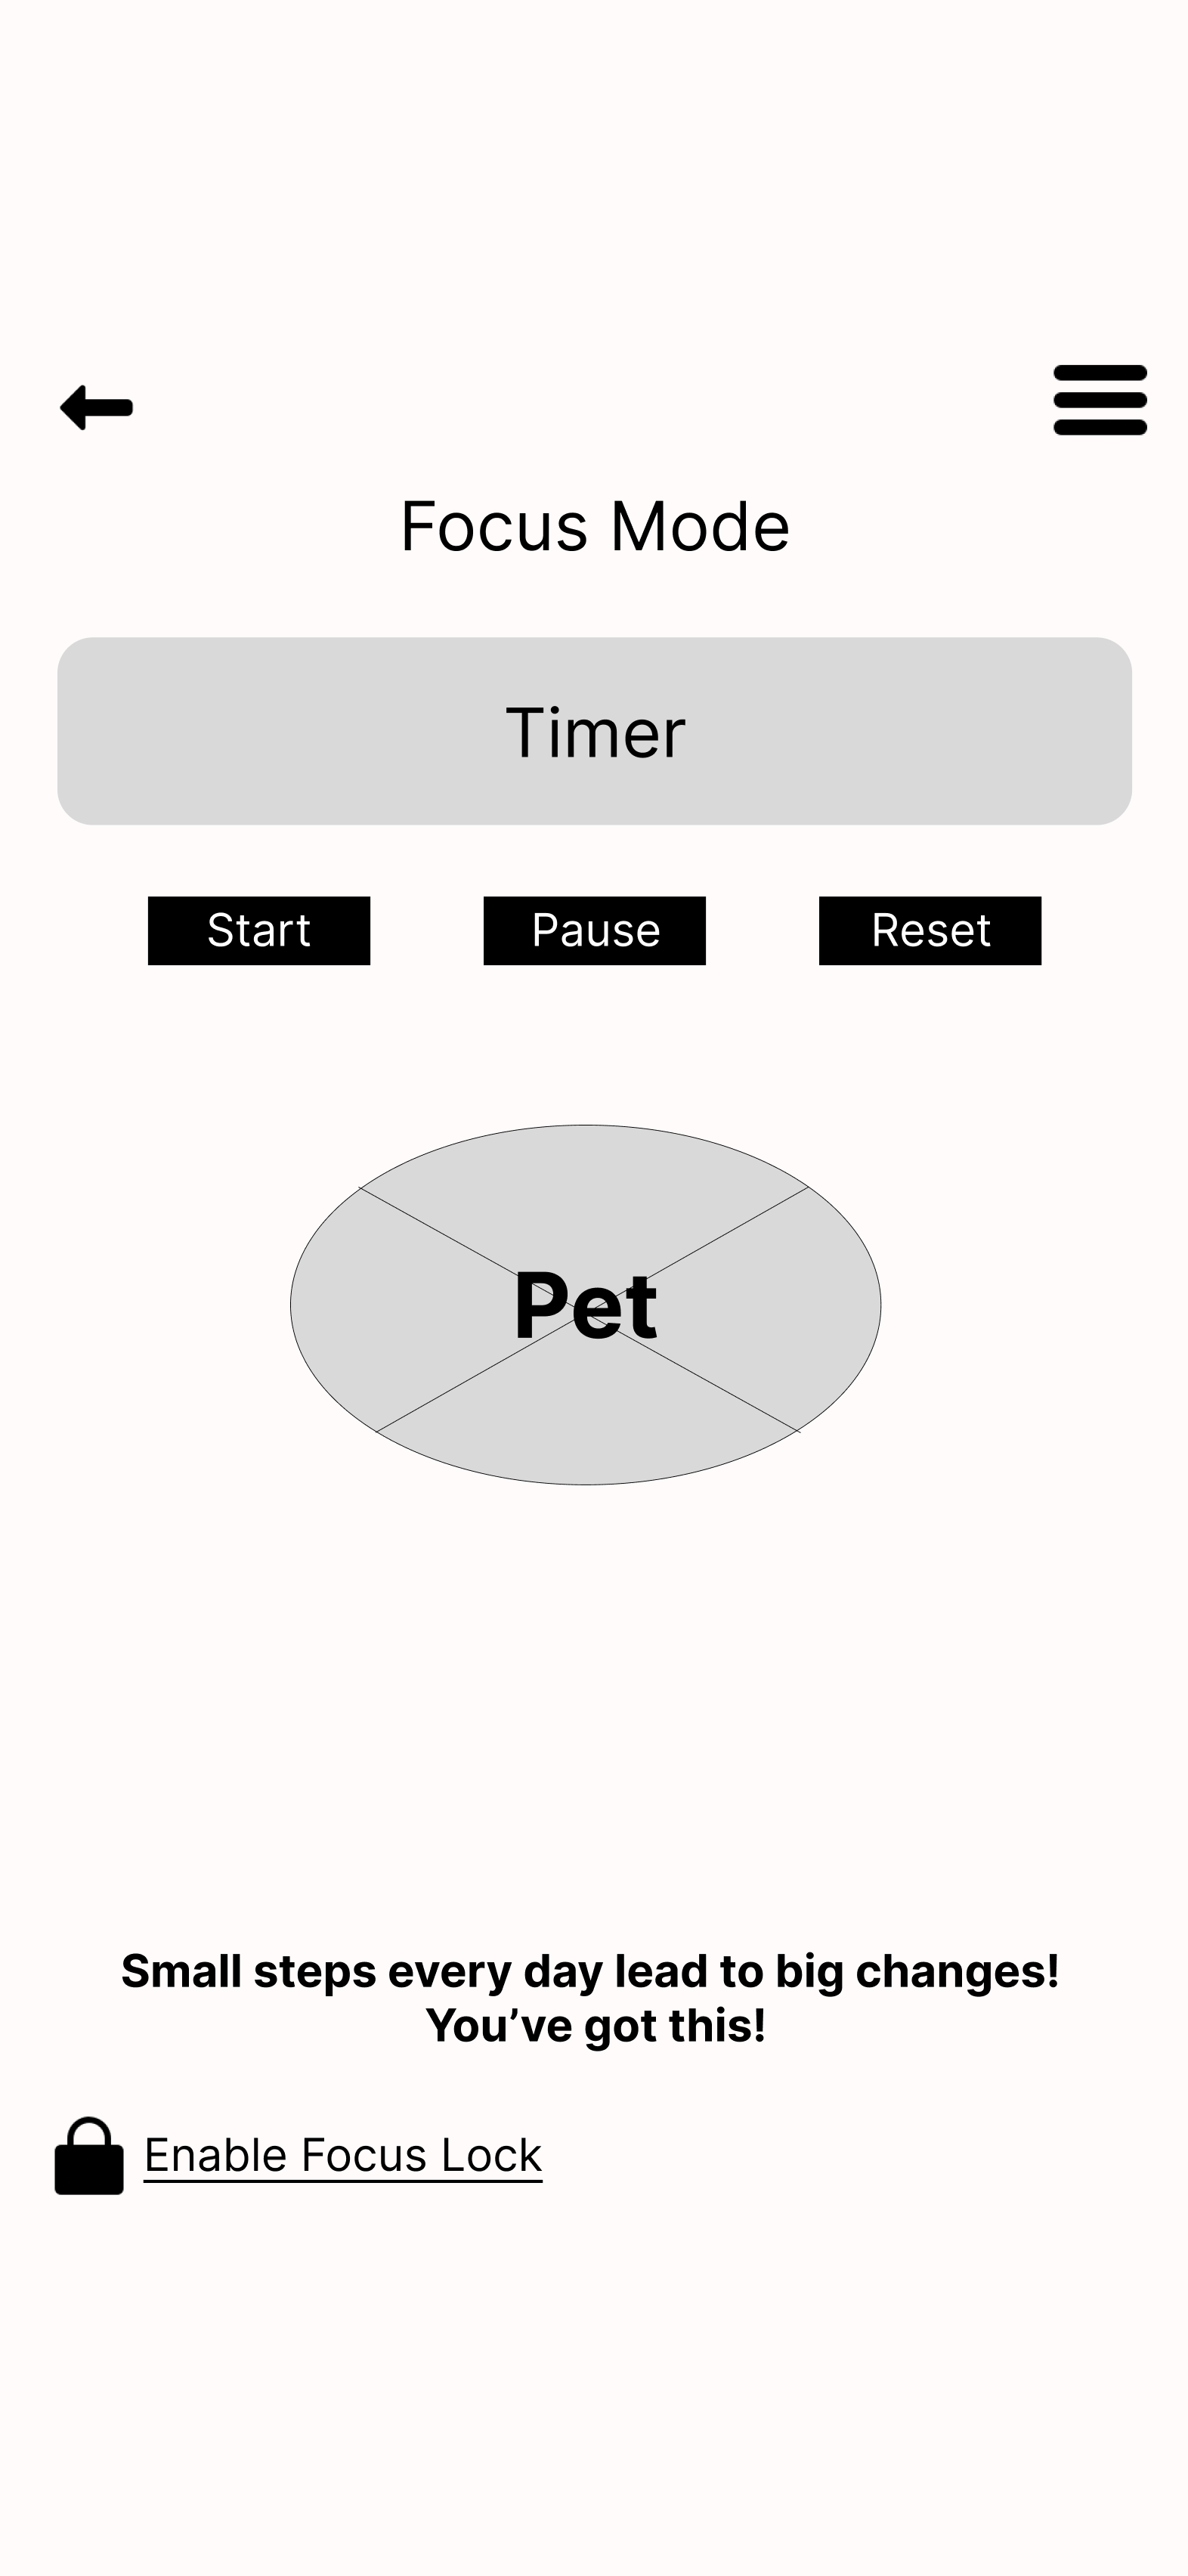 Focus Mode
Timer
Start Pause Reset
Pet
Small steps every day lead to big changes!
You’ve got this!
Enable Focus Lock